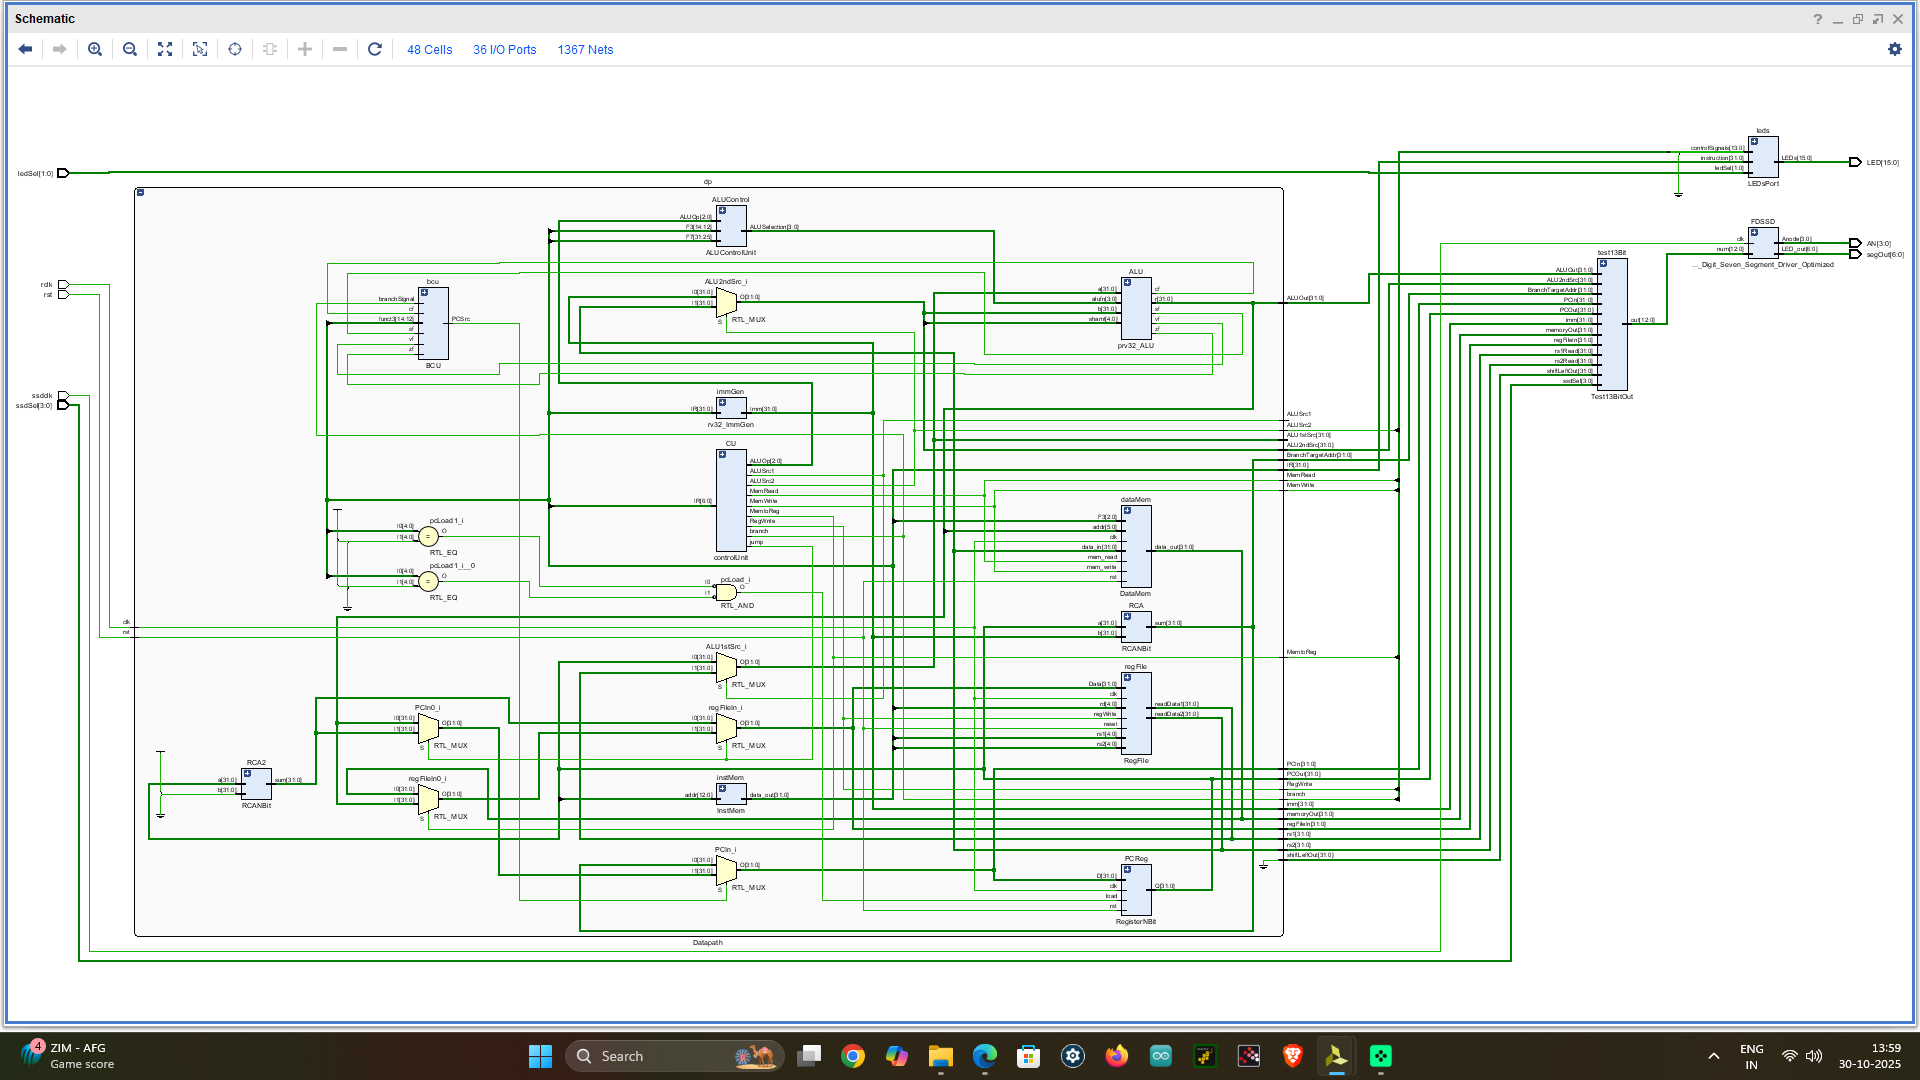 Schematic
48 Cells
36 I/O Ports
1367 Nets
leds
controlSignals[13:0]
instruction[31:0]
ledSel[1:0]
LEDs[15:0]
LEDsPort
LED[15:0]
ledSel[1:0]
dp
FDSSD
clk
num[12:0]
Anode[3:0]
LED_out[6:0]
AN[3:0]
segOut[6:0]
..._Digit_Seven_Segment_Driver_Optimized
ALUControl
ALUOp[2:0]
F3[14:12]
F7[31:25]
ALUSelection[3:0]
ALUControlUnit
test13Bit
ALUOut[31:0]
ALU2ndSrc[31:0]
BranchTargetAddr[31:0]
PCIn[31:0]
PCOut[31:0]
imm[31:0]
memoryOut[31:0]
regFileIn[31:0]
rs1Read[31:0]
rs2Read[31:0]
shiftLeftOut[31:0]
ssdSel[3:0]
out[12:0]
Test13BitOut
rclk
rst
ssdclk
ssdSel[3:0]
bcu
branchSignal
cf
funct3[14:12]
sf
vf
zf
PCSrc
BCU
ALU2ndSrc_i
I0[31:0]
I1[31:0]
S
O[31:0]
RTL_MUX
ALU
a[31:0]
alufn[3:0]
b[31:0]
shamt[4:0]
cf
r[31:0]
sf
vf
zf
prv32_ALU
ALUOut[31:0]
immGen
IR[31:0]
Imm[31:0]
rv32_ImmGen
CU
IR[6:0]
ALUOp[2:0]
ALUSrc1
ALUSrc2
MemRead
MemWrite
MemtoReg
RegWrite
branch
jump
controlUnit
ALUSrc1
ALUSrc2
ALU1stSrc[31:0]
ALU2ndSrc[31:0]
BranchTargetAddr[31:0]
IR[31:0]
MemRead
MemWrite
pcLoad1_i
I0[4:0]
I1[4:0]
O
RTL_EQ
pcLoad1_i__0
I0[4:0]
I1[4:0]
O
RTL_EQ
pcLoad_i
I0
I1
O
RTL_AND
dataMem
F3[2:0]
addr[5:0]
clk
data_in[31:0]
mem_read
mem_write
rst
data_out[31:0]
DataMem
RCA
a[31:0]
b[31:0]
sum[31:0]
RCANBit
clk
rst
MemtoReg
ALU1stSrc_i
I0[31:0]
I1[31:0]
S
O[31:0]
RTL_MUX
regFile
Data[31:0]
clk
rd[4:0]
regWrite
reset
rs1[4:0]
rs2[4:0]
readData1[31:0]
readData2[31:0]
RegFile
PCIn0_i
I0[31:0]
I1[31:0]
S
O[31:0]
RTL_MUX
regFileIn_i
I0[31:0]
I1[31:0]
S
O[31:0]
RTL_MUX
RCA2
a[31:0]
b[31:0]
sum[31:0]
RCANBit
regFileIn0_i
I0[31:0]
I1[31:0]
S
O[31:0]
RTL_MUX
instMem
addr[12:0]
data_out[31:0]
InstMem
PCIn[31:0]
PCOut[31:0]
RegWrite
branch
imm[31:0]
memoryOut[31:0]
regFileIn[31:0]
rs1[31:0]
rs2[31:0]
shiftLeftOut[31:0]
PCIn_i
I0[31:0]
I1[31:0]
S
O[31:0]
RTL_MUX
PCReg
D[31:0]
clk
load
rst
Q[31:0]
RegisterNBit
Datapath
4
ZIM - AFG
Game score
Search
ENG
IN
13:59
30-10-2025